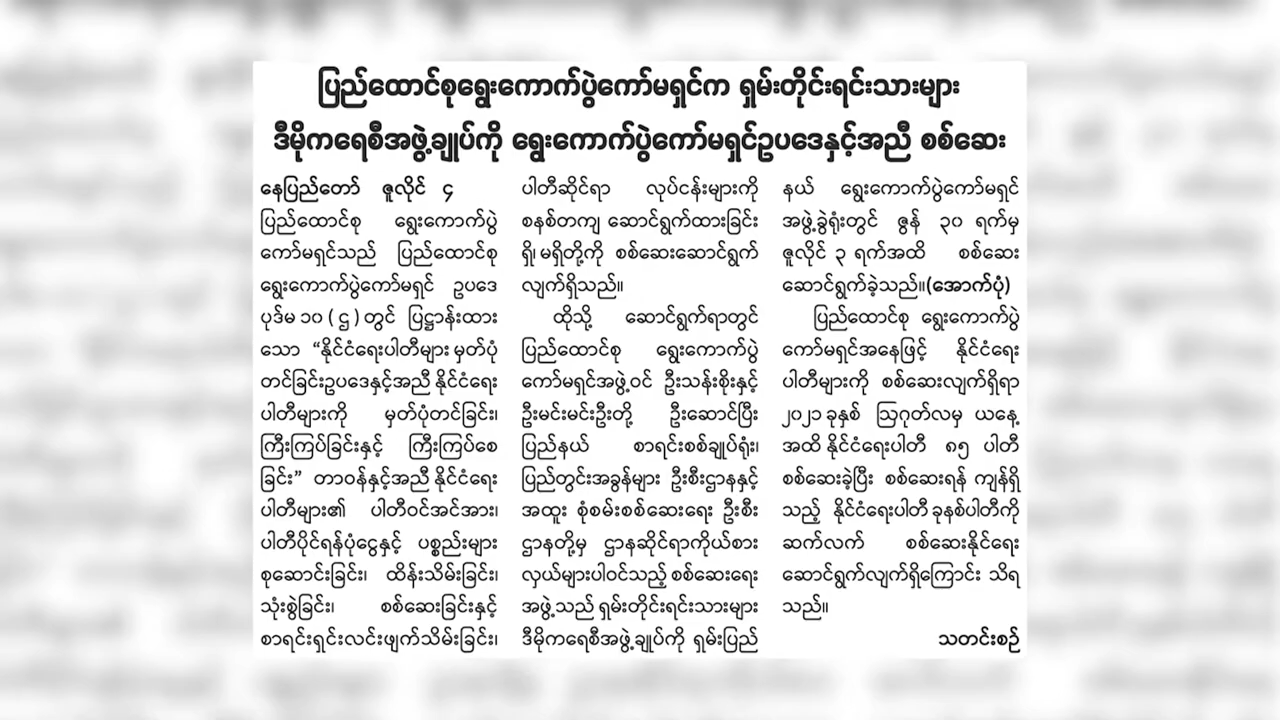 ပြည်ထောင်စုရွေးကောက်ပွဲကော်မရှင်က ရှမ်းတိုင်းရင်းသားများ
ဒီမိုကရေစီအဖွဲ့ချုပ်ကို ရွေးကောက်ပွဲကော်မရှင်ဥပဒေနှင့်အညီ စစ်ဆေး
နေပြည်တော် ဇူလိုင် ၄
ပြည်ထောင်စု ရွေးကောက်ပွဲ
ကော်မရှင်သည် ပြည်ထောင်စု
ရွေးကောက်ပွဲကော်မရှင် ဥပဒေ
ပုဒ်မ ၁၀ ( ဌ ) တွင် ပြဋ္ဌာန်းထား
သော “နိုင်ငံရေးပါတီများ မှတ်ပုံ
တင်ခြင်းဥပဒေနှင့်အညီ နိုင်ငံရေး
ပါတီများကို မှတ်ပုံတင်ခြင်း၊
ကြီးကြပ်ခြင်းနှင့် ကြီးကြပ်စေ
ခြင်း” တာဝန်နှင့်အညီ နိုင်ငံရေး
ပါတီများ၏ ပါတီဝင်အင်အား၊
ပါတီပိုင်ရန်ပုံငွေနှင့် ပစ္စည်းများ
စုဆောင်းခြင်း၊ ထိန်းသိမ်းခြင်း၊
သုံးစွဲခြင်း၊ စစ်ဆေးခြင်းနှင့်
စာရင်းရှင်းလင်းဖျက်သိမ်းခြင်း၊
ပါတီဆိုင်ရာ လုပ်ငန်းများကို
စနစ်တကျ ဆောင်ရွက်ထားခြင်း
ရှိ၊ မရှိတို့ကို စစ်ဆေးဆောင်ရွက်
လျက်ရှိသည်။
ထိုသို့ ဆောင်ရွက်ရာတွင်
ပြည်ထောင်စု ရွေးကောက်ပွဲ
ကော်မရှင်အဖွဲ့ဝင် ဦးသန်းစိုးနှင့်
ဦးမင်းမင်းဦးတို့ ဦးဆောင်ပြီး
ပြည်နယ် စာရင်းစစ်ချုပ်ရုံး၊
ပြည်တွင်းအခွန်များ ဦးစီးဌာနနှင့်
အထူး စုံစမ်းစစ်ဆေးရေး ဦးစီး
ဌာနတို့မှ ဌာနဆိုင်ရာကိုယ်စား
လှယ်များပါဝင်သည့် စစ်ဆေးရေး
အဖွဲ့သည် ရှမ်းတိုင်းရင်းသားများ
ဒီမိုကရေစီအဖွဲ့ချုပ်ကို ရှမ်းပြည်
နယ် ရွေးကောက်ပွဲကော်မရှင်
အဖွဲ့ခွဲရုံးတွင် ဇွန် ၃၀ ရက်မှ
ဇူလိုင် ၃ ရက်အထိ စစ်ဆေး
ဆောင်ရွက်ခဲ့သည်။(အောက်ပုံ)
ပြည်ထောင်စု ရွေးကောက်ပွဲ
ကော်မရှင်အနေဖြင့် နိုင်ငံရေး
ပါတီများကို စစ်ဆေးလျက်ရှိရာ
၂၀၂၁ ခုနှစ် ဩဂုတ်လမှ ယနေ့
အထိ နိုင်ငံရေးပါတီ ၈၅ ပါတီ
စစ်ဆေးခဲ့ပြီး စစ်ဆေးရန် ကျန်ရှိ
သည့် နိုင်ငံရေးပါတီ ခုနစ်ပါတီကို
ဆက်လက် စစ်ဆေးနိုင်ရေး
ဆောင်ရွက်လျက်ရှိကြောင်း သိရ
သည်။
သတင်းစဉ်